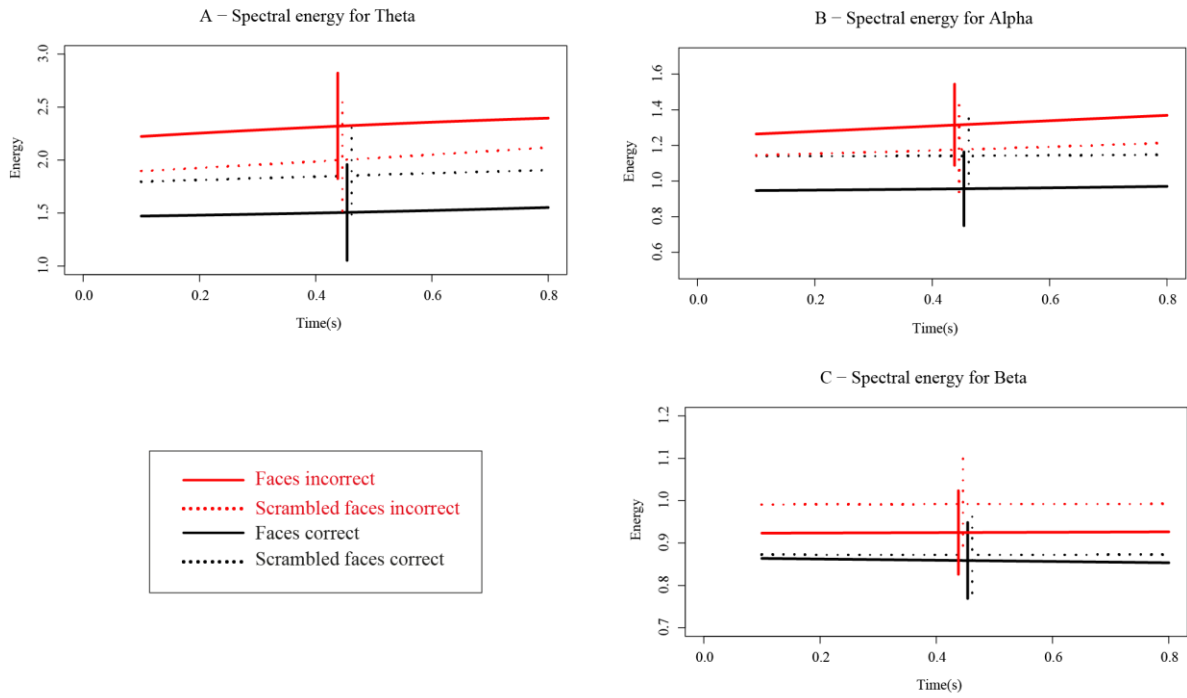 A − Spectral energy for Theta
3.0
2.5
2.0
1.5
1.0
Energy
0.0 0.2 0.4 0.6 0.8
Time(s)
B − Spectral energy for Alpha
1.6
1.4
1.2
1.0
0.8
0.6
Energy
0.0 0.2 0.4 0.6 0.8
Time(s)
Faces incorrect
Scrambled faces incorrect
Faces correct
Scrambled faces correct
C − Spectral energy for Beta
1.2
1.1
1.0
0.9
0.8
0.7
Energy
0.0 0.2 0.4 0.6 0.8
Time(s)